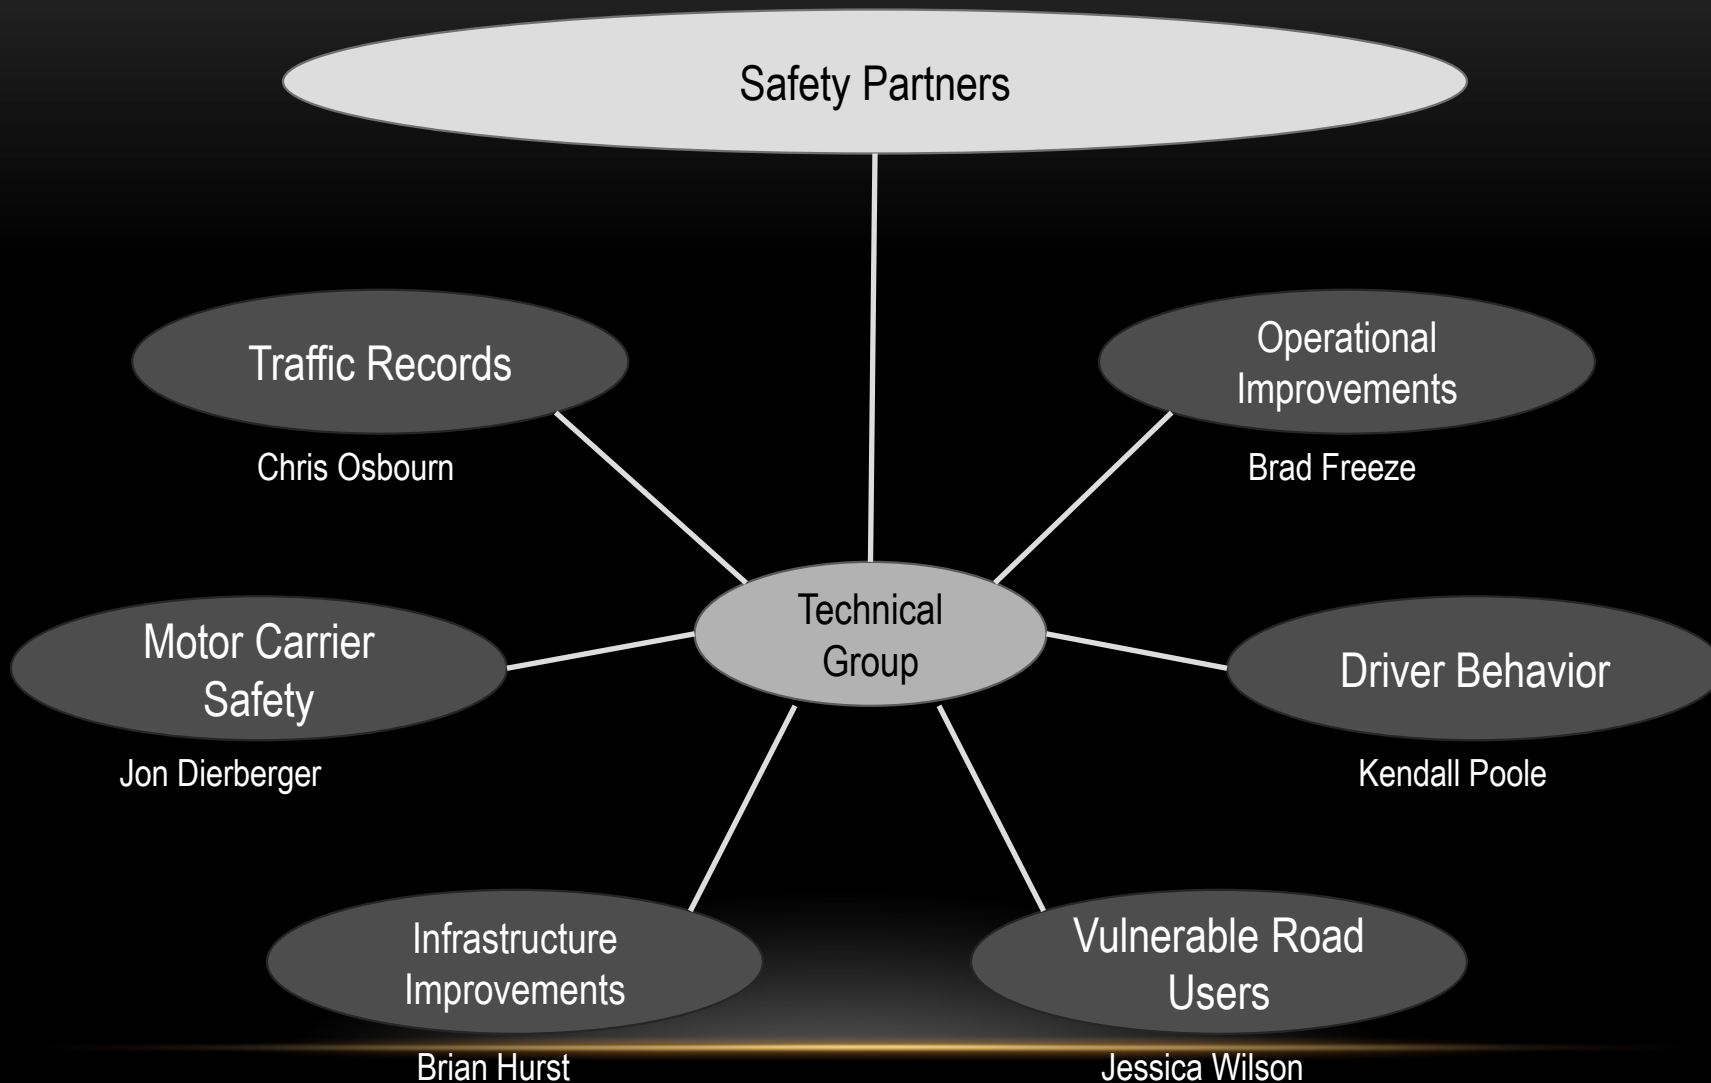 Safety Partners
Traffic Records
Chris Osbourn
Operational
Improvements
Brad Freeze
Technical
Group
Motor Carrier
Safety
Jon Dierberger
Driver Behavior
Kendall Poole
Infrastructure
Improvements
Brian Hurst
Vulnerable Road
Users
Jessica Wilson